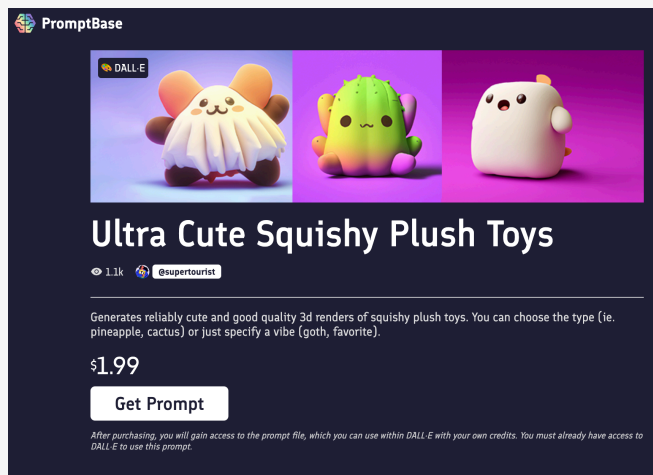 PromptBase
DALL·E
Ultra Cute Squishy Plush Toys
1.1k @supertourist
Generates reliably cute and good quality 3d renders of squishy plush toys. You can choose the type (ie.
pineapple, cactus) or just specify a vibe (goth, favorite).
$1.99
Get Prompt
After purchasing, you will gain access to the prompt file, which you can use within DALL·E with your own credits. You must already have access to
DALL·E to use this prompt.